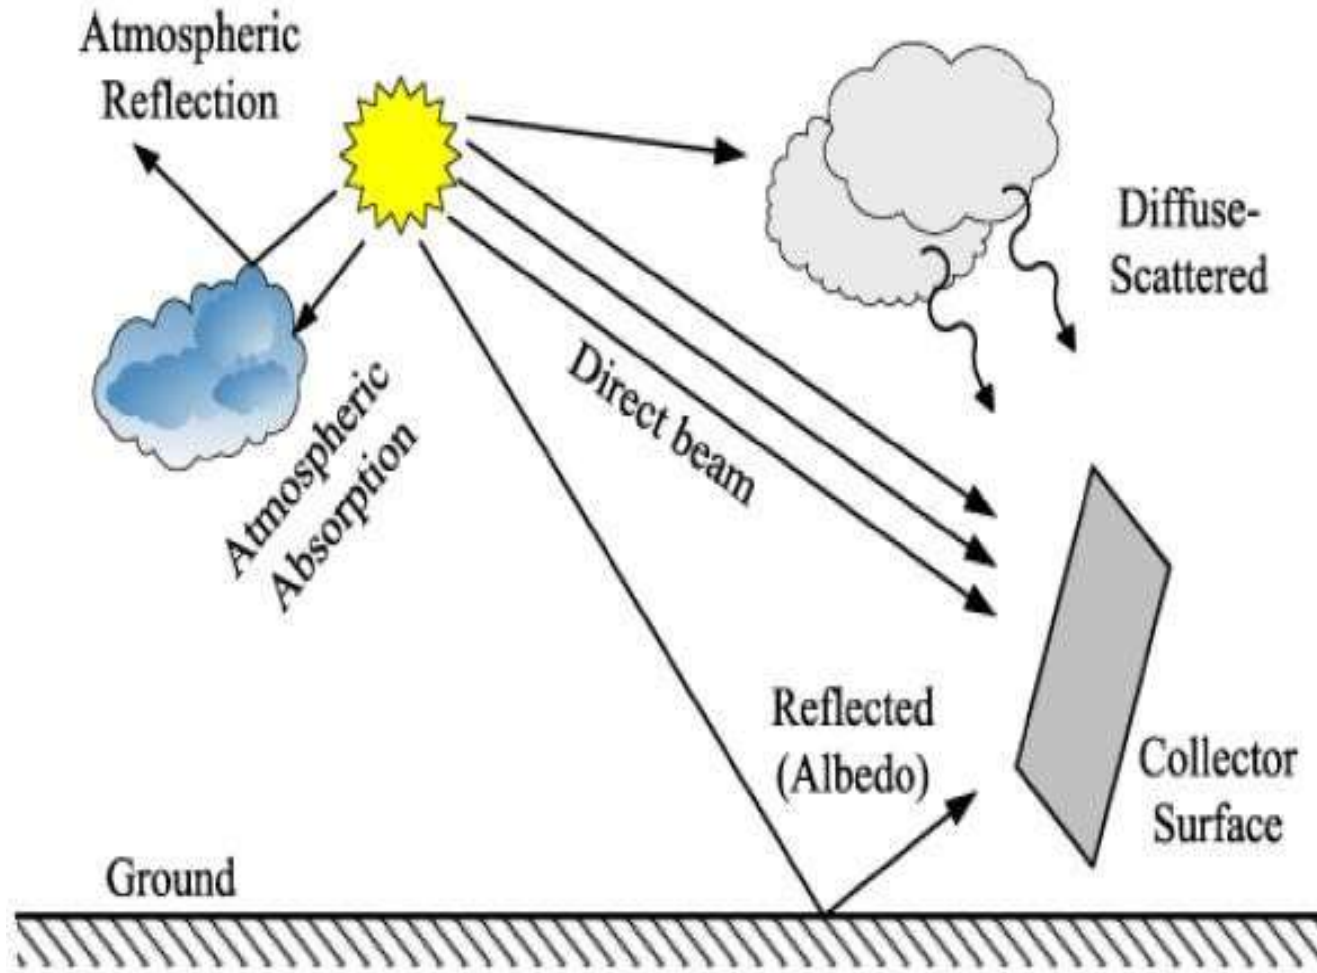 Atmospheric
Reflection
Diffuse-
Scattered
Direct beam
Atmospheric
Absorption
Reflected
(Albedo)
Collector
Surface
Ground